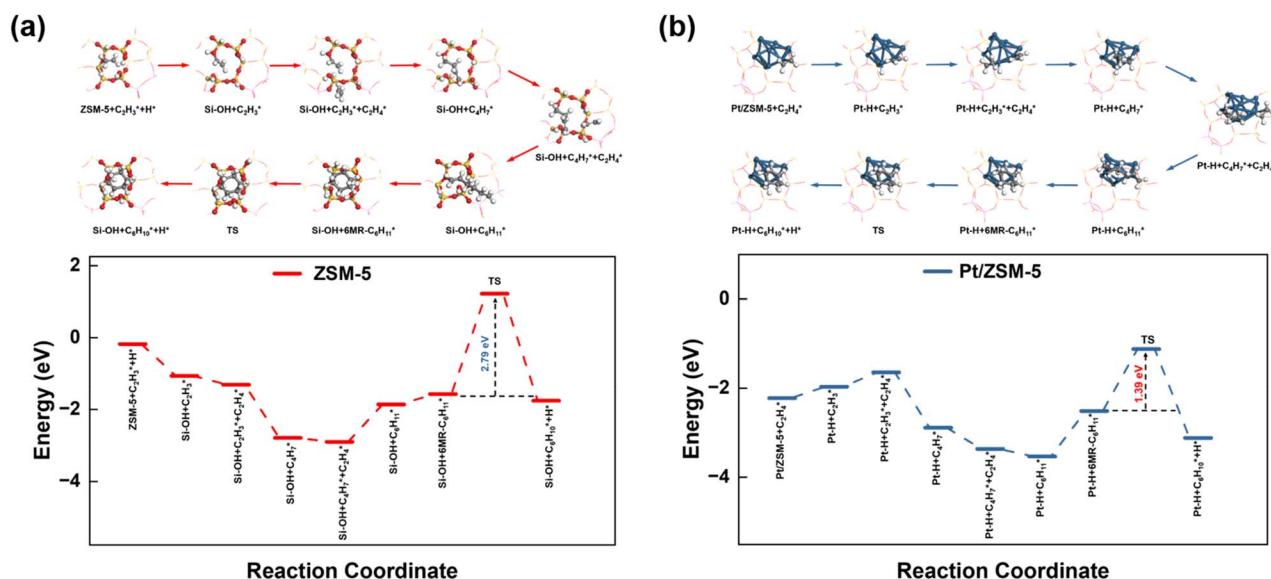 (a)
ZSM-5+C₂H₃*+H*
Si-OH+C₂H₃*
Si-OH+C₂H₃*+C₂H₄*
Si-OH+C₄H₇*
Si-OH+C₄H₇*+C₂H₄*
Si-OH+C₆H₁₀*+H*
TS
Si-OH+6MR-C₆H₁₁*
Si-OH+C₆H₁₁*
ZSM-5
Energy (eV)
2
0
−2
−4
ZSM-5+C₂H₃*+H*
Si-OH+C₂H₃*
Si-OH+C₂H₃*+C₂H₄*
Si-OH+C₄H₇*
Si-OH+C₄H₇*+C₂H₄*
Si-OH+C₆H₁₁*
Si-OH+6MR-C₆H₁₁*
TS
2.79 eV
Si-OH+C₆H₁₀*+H*
Reaction Coordinate
(b)
Pt/ZSM-5+C₂H₄*
Pt-H+C₂H₃*
Pt-H+C₂H₃*+C₂H₄*
Pt-H+C₄H₇*
Pt-H+C₄H₇*+C₂H
Pt-H+C₆H₁₀*+H*
TS
Pt-H+6MR-C₆H₁₁*
Pt-H+C₆H₁₁*
Pt/ZSM-5
Energy (eV)
0
−2
−4
Pt/ZSM-5+C₂H₄*
Pt-H+C₂H₃*
Pt-H+C₂H₃*+C₂H₄*
Pt-H+C₄H₇*
Pt-H+C₄H₇*+C₂H₄*
Pt-H+C₆H₁₁*
Pt-H+6MR-C₆H₁₁*
TS
1.39 eV
Pt-H+C₆H₁₀*+H*
Reaction Coordinate